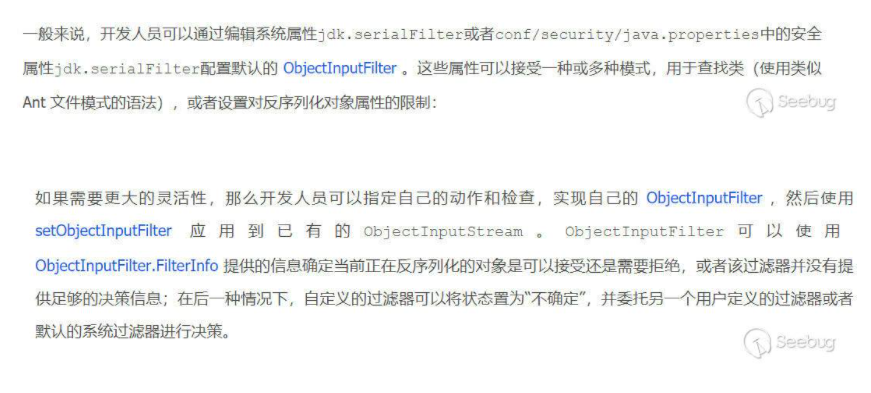 一般来说，开发人员可以通过编辑系统属性jdk.serialFilter或者conf/security/java.properties中的安全
属性jdk.serialFilter配置默认的 ObjectInputFilter 。这些属性可以接受一种或多种模式，用于查找类（使用类似
Ant 文件模式的语法），或者设置对反序列化对象属性的限制：
Seebug
如果需要更大的灵活性，那么开发人员可以指定自己的动作和检查，实现自己的 ObjectInputFilter ，然后使用
setObjectInputFilter 应用到已有的 ObjectInputStream 。 ObjectInputFilter 可以使用
ObjectInputFilter.FilterInfo 提供的信息确定当前正在反序列化的对象是可以接受还是需要拒绝，或者该过滤器并没有提
供足够的决策信息；在后一种情况下，自定义的过滤器可以将状态置为“不确定”，并委托另一个用户定义的过滤器或者
默认的系统过滤器进行决策。
Seebug